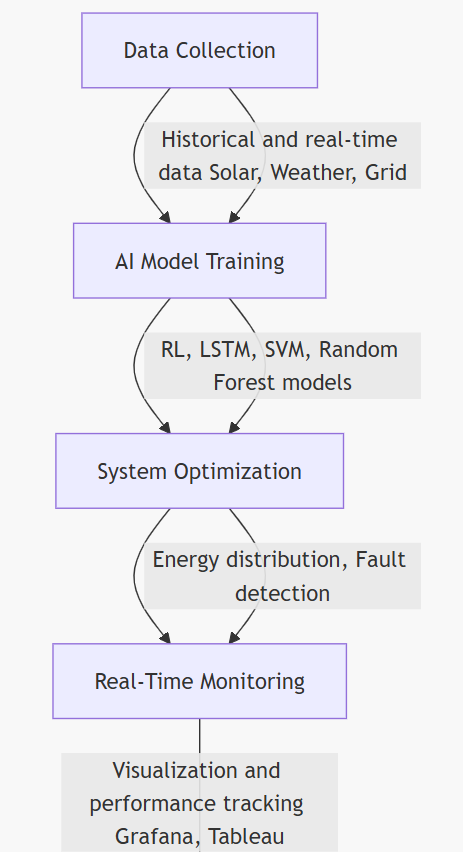 Data Collection
Historical and real-time
data Solar, Weather, Grid
AI Model Training
RL, LSTM, SVM, Random
Forest models
System Optimization
Energy distribution, Fault
detection
Real-Time Monitoring
Visualization and
performance tracking
Grafana, Tableau